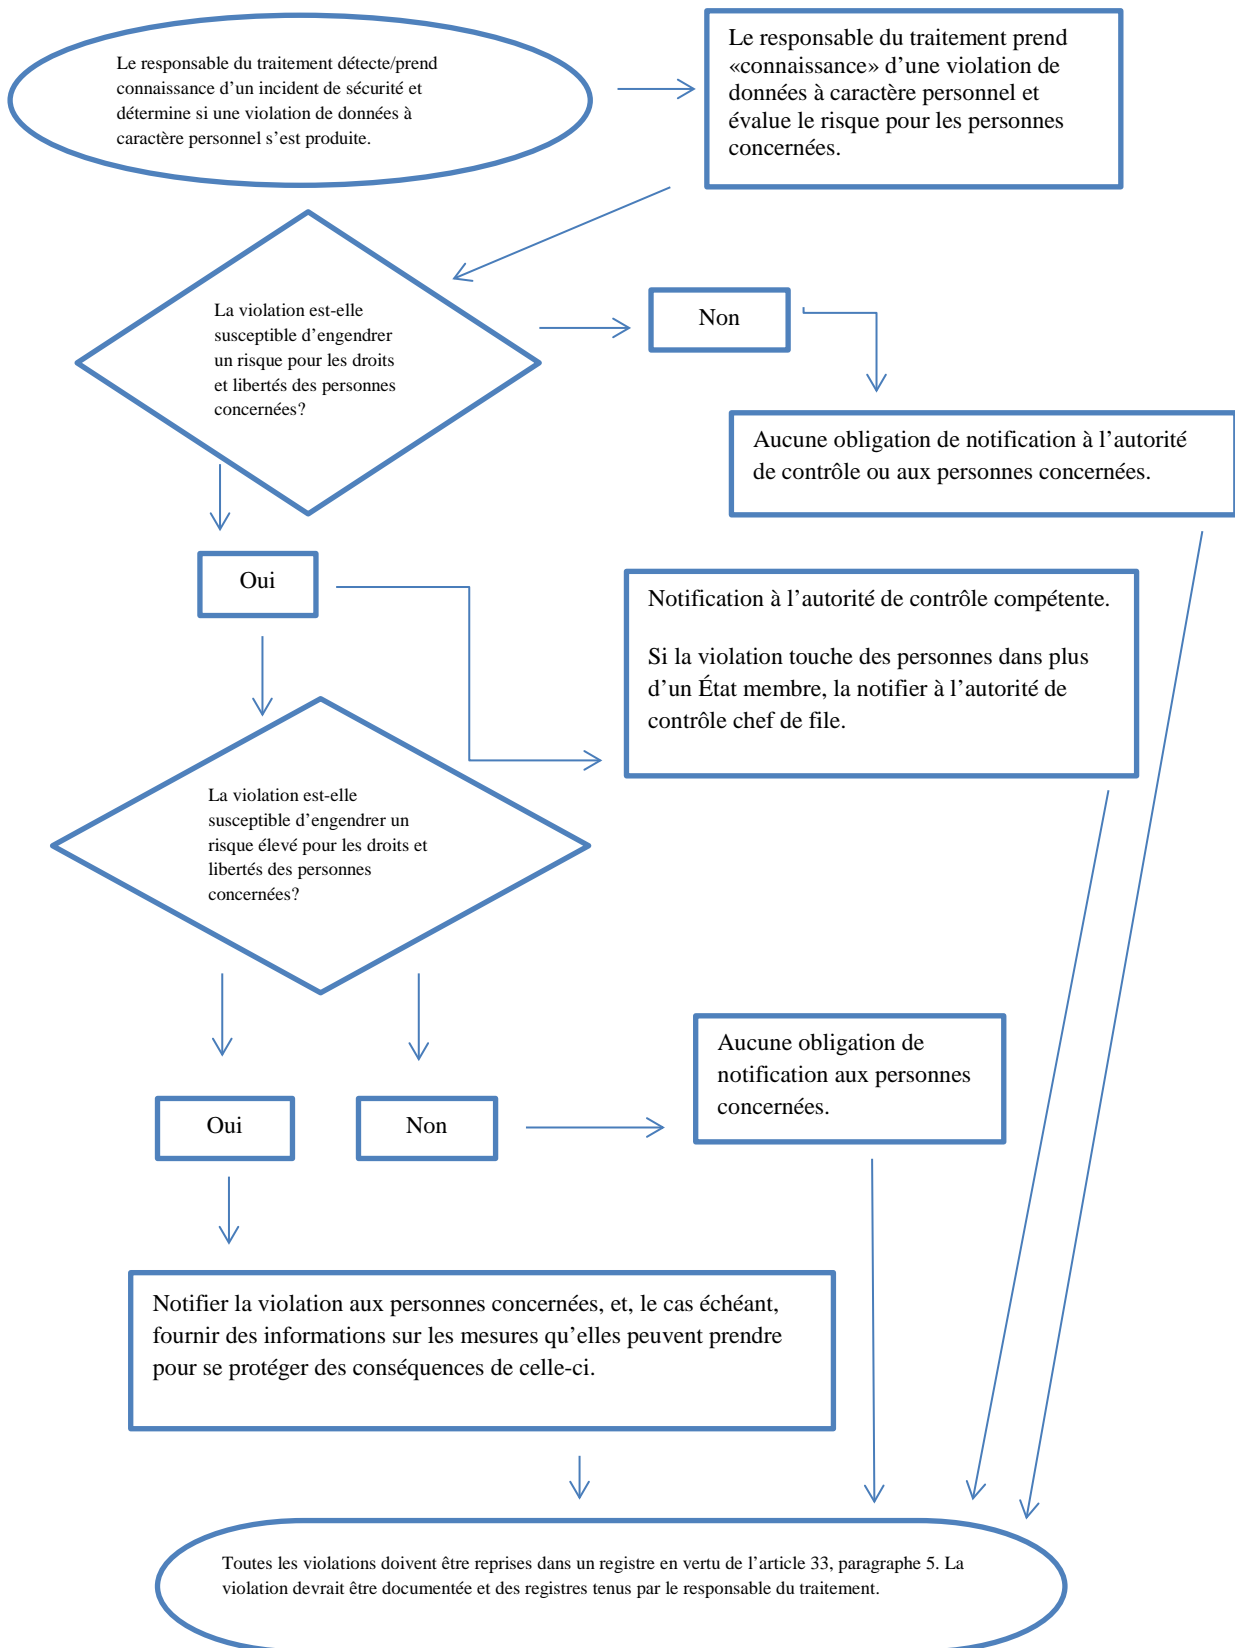 Le responsable du traitement détecte/prend
connaissance d’un incident de sécurité et
détermine si une violation de données à
caractère personnel s’est produite.
Le responsable du traitement prend
«connaissance» d’une violation de
données à caractère personnel et
évalue le risque pour les personnes
concernées.
La violation est-elle
susceptible d’engendrer
un risque pour les droits
et libertés des personnes
concernées?
Non
Aucune obligation de notification à l’autorité
de contrôle ou aux personnes concernées.
Oui
Notification à l’autorité de contrôle compétente.
Si la violation touche des personnes dans plus
d’un État membre, la notifier à l’autorité de
contrôle chef de file.
La violation est-elle
susceptible d’engendrer un
risque élevé pour les droits et
libertés des personnes
concernées?
Oui
Non
Aucune obligation de
notification aux personnes
concernées.
Notifier la violation aux personnes concernées, et, le cas échéant,
fournir des informations sur les mesures qu’elles peuvent prendre
pour se protéger des conséquences de celle-ci.
Toutes les violations doivent être reprises dans un registre en vertu de l’article 33, paragraphe 5. La
violation devrait être documentée et des registres tenus par le responsable du traitement.